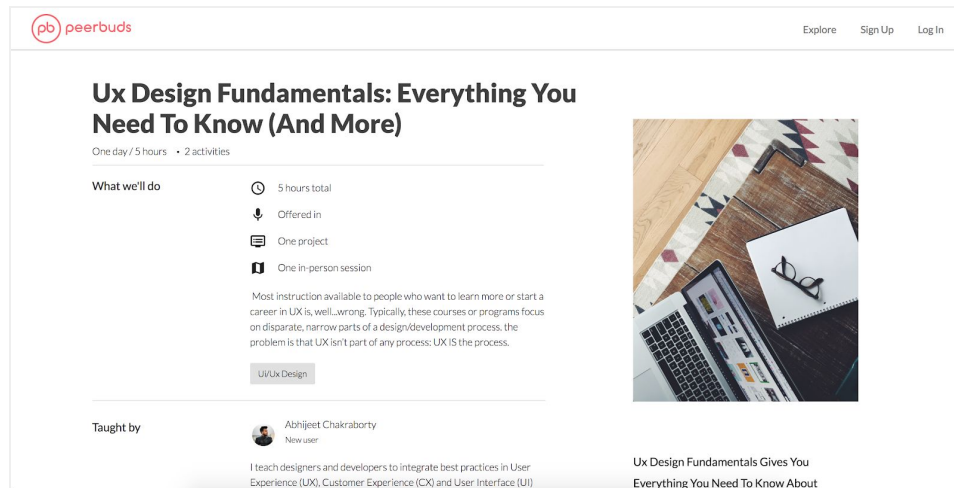 pb peerbuds
Explore Sign Up Log In
Ux Design Fundamentals: Everything You
Need To Know (And More)
One day / 5 hours • 2 activities
What we'll do
5 hours total
Offered in
One project
One in-person session
Most instruction available to people who want to learn more or start a
career in UX is, well...wrong. Typically, these courses or programs focus
on disparate, narrow parts of a design/development process. the
problem is that UX isn't part of any process: UX IS the process.
Ui/Ux Design
Taught by
Abhijeet Chakraborty
New user
I teach designers and developers to integrate best practices in User
Experience (UX), Customer Experience (CX) and User Interface (UI)
Ux Design Fundamentals Gives You
Everything You Need To Know About